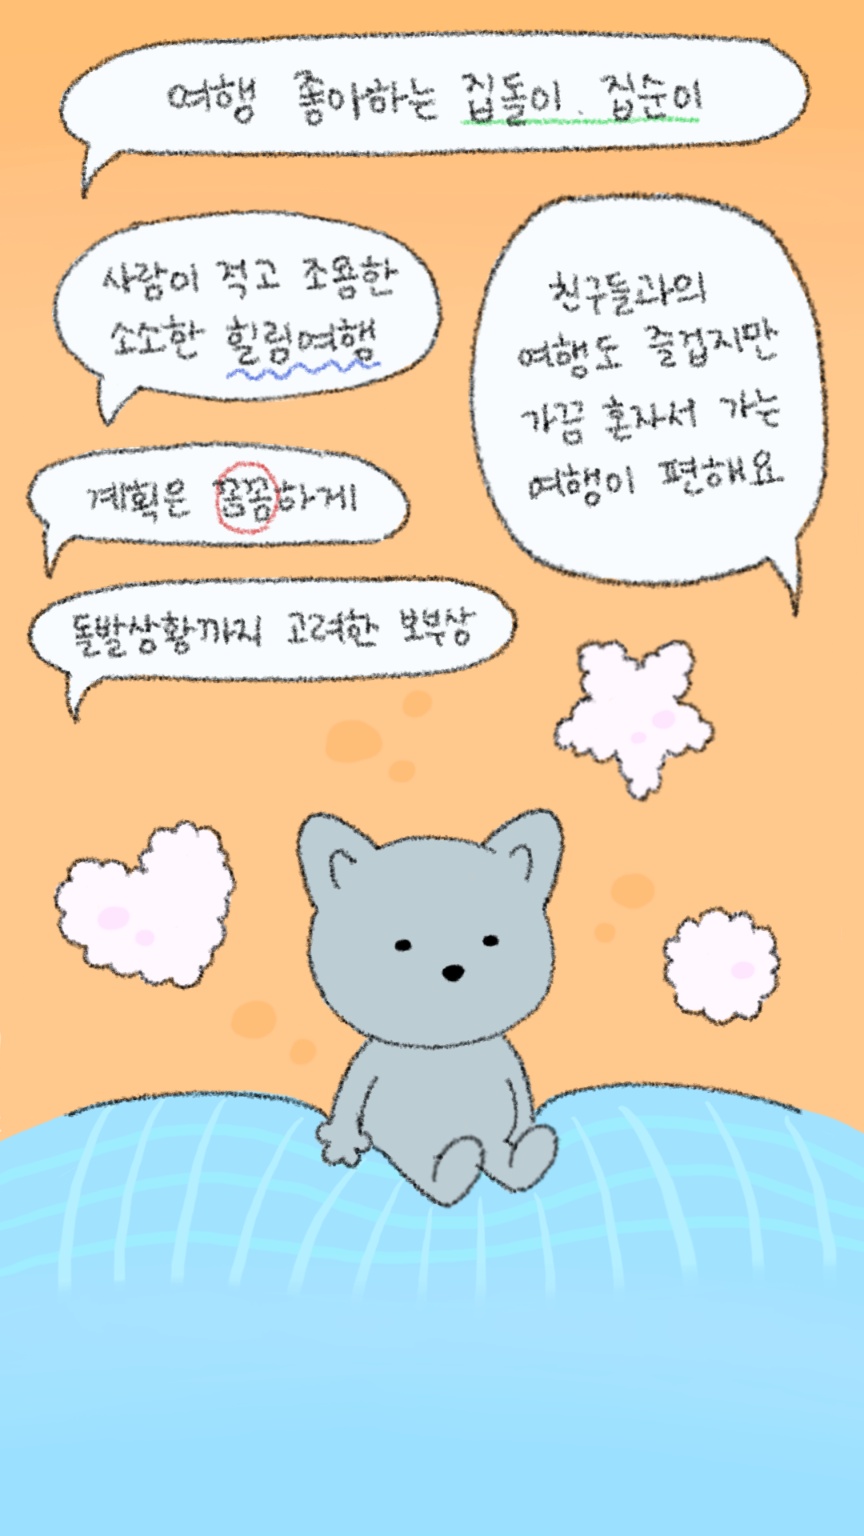 여행 좋아하는 집돌이. 집순이
사람이 적고 조용한
소소한 힐링여행
친구들과의
여행도 즐겁지만
가끔 혼자서 가는
여행이 편해요
계획은 꼼꼼하게
돌발상황까지 고려한 보부상